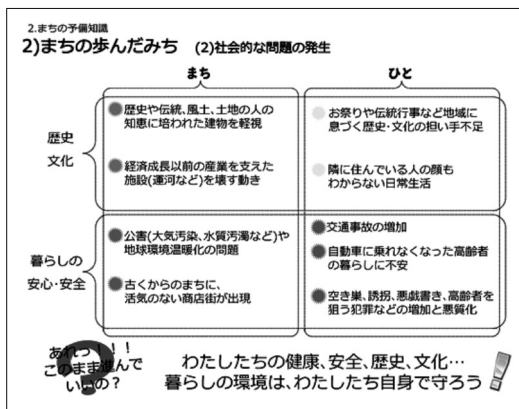 2.まちの予備知識
2)まちの歩んだみち (2)社会的な問題の発生
まち
ひと
歴史
文化
歴史や伝統、風土、土地の人の
知恵に培われた建物を軽視
経済成長以前の産業を支えた
施設(運河など)を壊す動き
お祭りや伝統行事など地域に
息づく歴史・文化の担い手不足
隣に住んでいる人の顔も
わからない日常生活
暮らしの
安心・安全
公害(大気汚染、水質汚濁など)や
地球環境温暖化の問題
古くからのまちに、
活気のない商店街が出現
交通事故の増加
自動車に乗れなくなった高齢者
の暮らしに不安
空き巣、誘拐、悪戯書き、高齢者を
狙う犯罪などの増加と悪質化
あれっ!!!
このまま進んで
いいの?
?
わたしたちの健康、安全、歴史、文化…
暮らしの環境は、わたしたち自身で守ろう
!